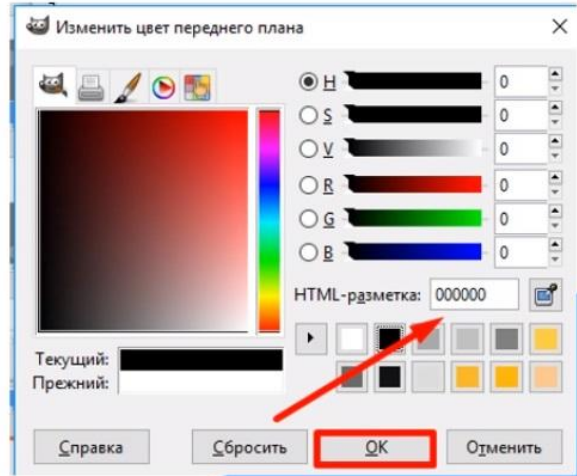 Изменить цвет переднего плана
H 0
S 0
V 0
R 0
G 0
B 0
HTML-разметка: 000000
Текущий:
Прежний:
Справка Сбросить OK Отменить